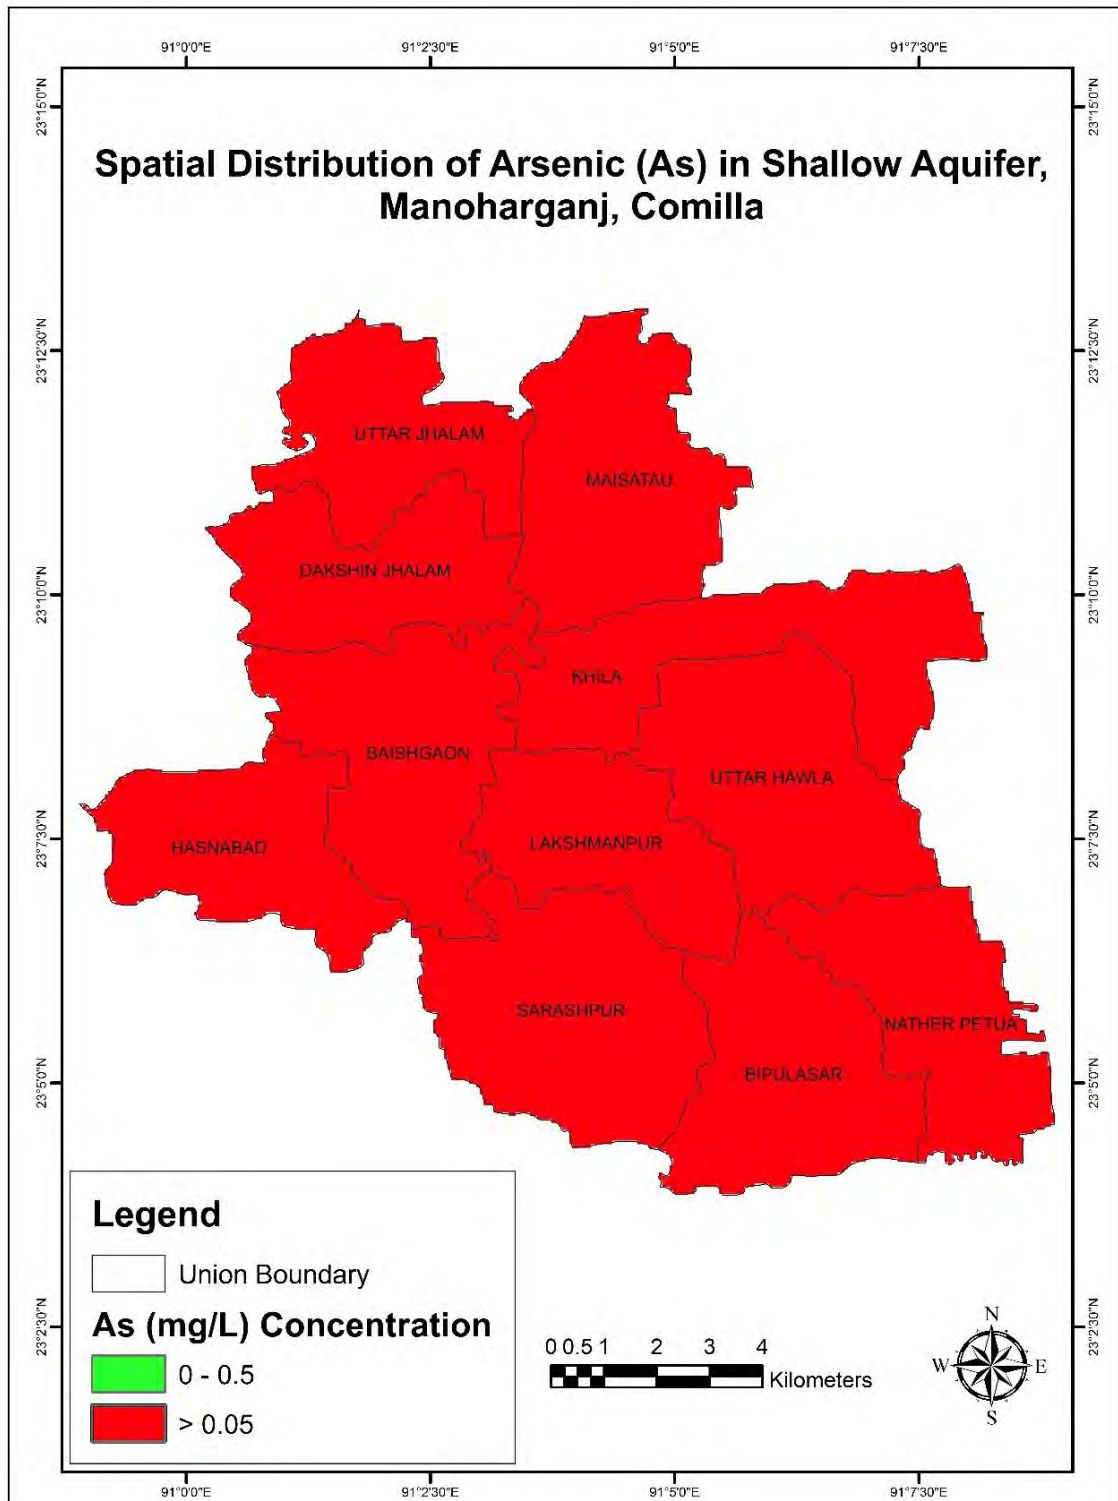 91°0'0"E 91°2'30"E 91°5'0"E 91°7'30"E
23°15'0"N 23°15'0"N
Spatial Distribution of Arsenic (As) in Shallow Aquifer,
Manoharganj, Comilla
23°12'30"N 23°12'30"N
UTTAR JHALAM
MAISATAU
DAKSHIN JHALAM
23°10'0"N 23°10'0"N
KHILA
BAISHGAON
UTTAR HAWLA
23°7'30"N 23°7'30"N
HASNABAD
LAKSHMANPUR
SARASHPUR
NATHER PETUA
BIPULASAR
23°5'0"N 23°5'0"N
Legend
Union Boundary
As (mg/L) Concentration
0 - 0.5
> 0.05
23°2'30"N 23°2'30"N
0 0.5 1 2 3 4
Kilometers
N
W E
S
91°0'0"E 91°2'30"E 91°5'0"E 91°7'30"E